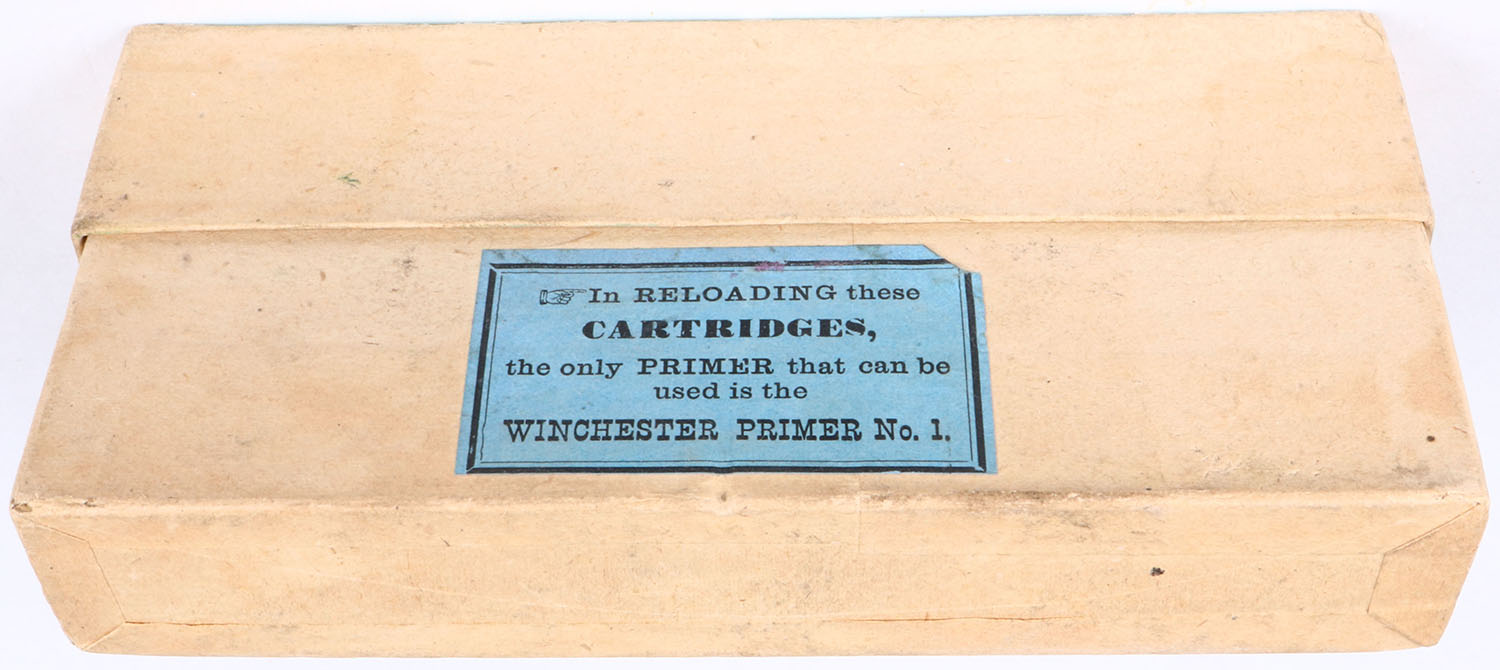 ☞ In RELOADING these
CARTRIDGES,
the only PRIMER that can be
used is the
WINCHESTER PRIMER No. 1.